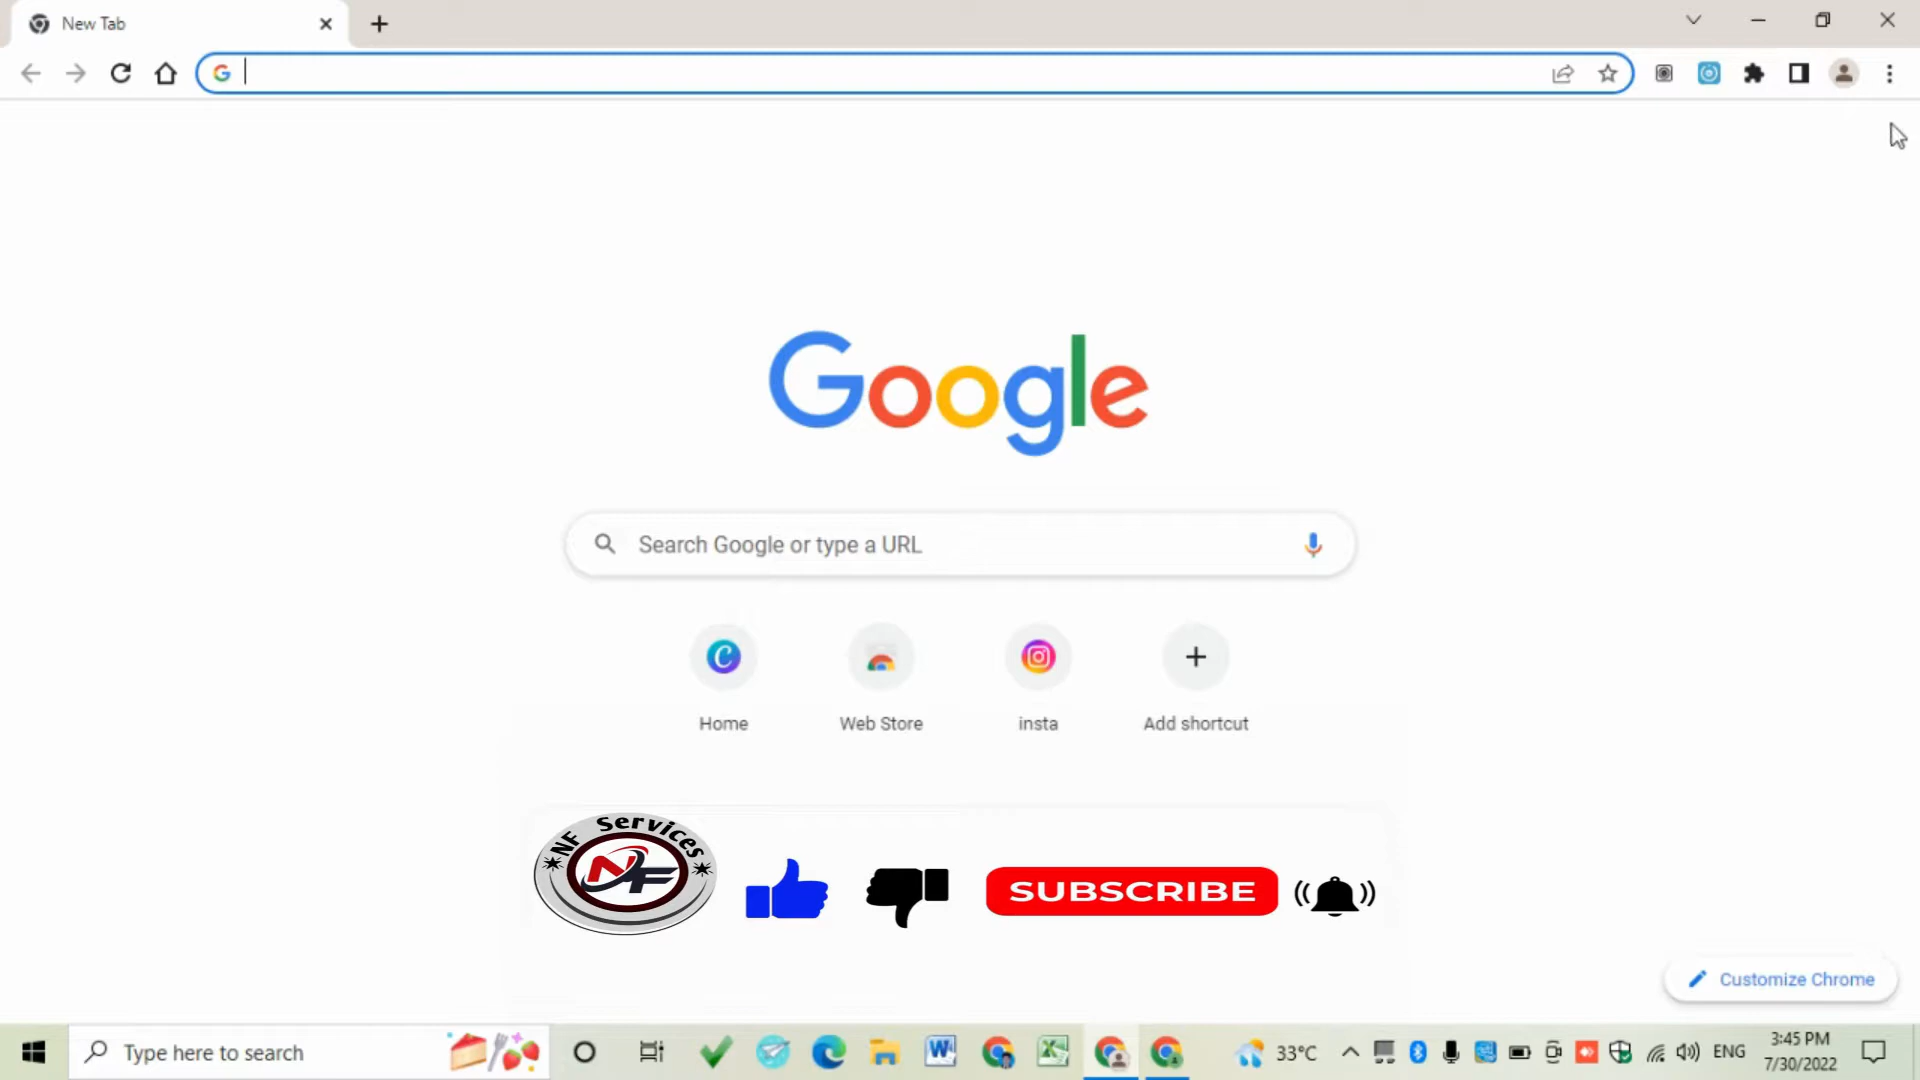 New Tab
Google
Search Google or type a URL
Home
Web Store
insta
Add shortcut
NF Services
NF
SUBSCRIBE
Customize Chrome
Type here to search
33°C
ENG
3:45 PM
7/30/2022